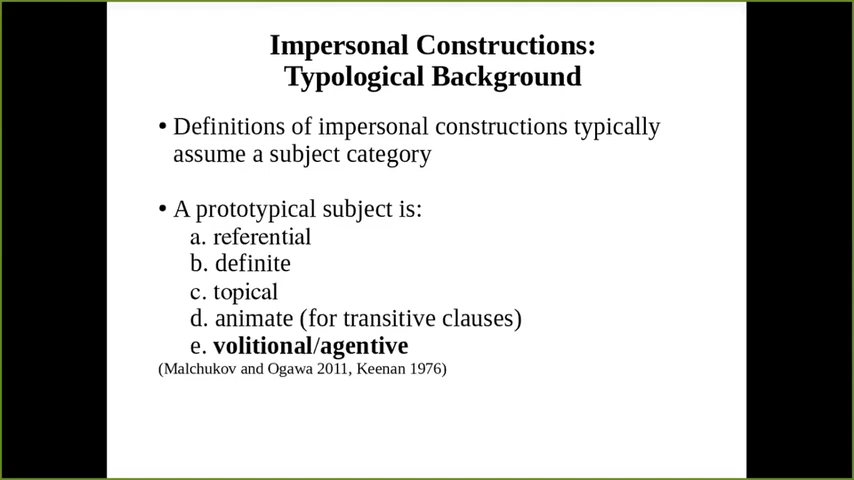 Impersonal Constructions:
Typological Background
• Definitions of impersonal constructions typically
assume a subject category
• A prototypical subject is:
a. referential
b. definite
c. topical
d. animate (for transitive clauses)
e. volitional/agentive
(Malchukov and Ogawa 2011, Keenan 1976)